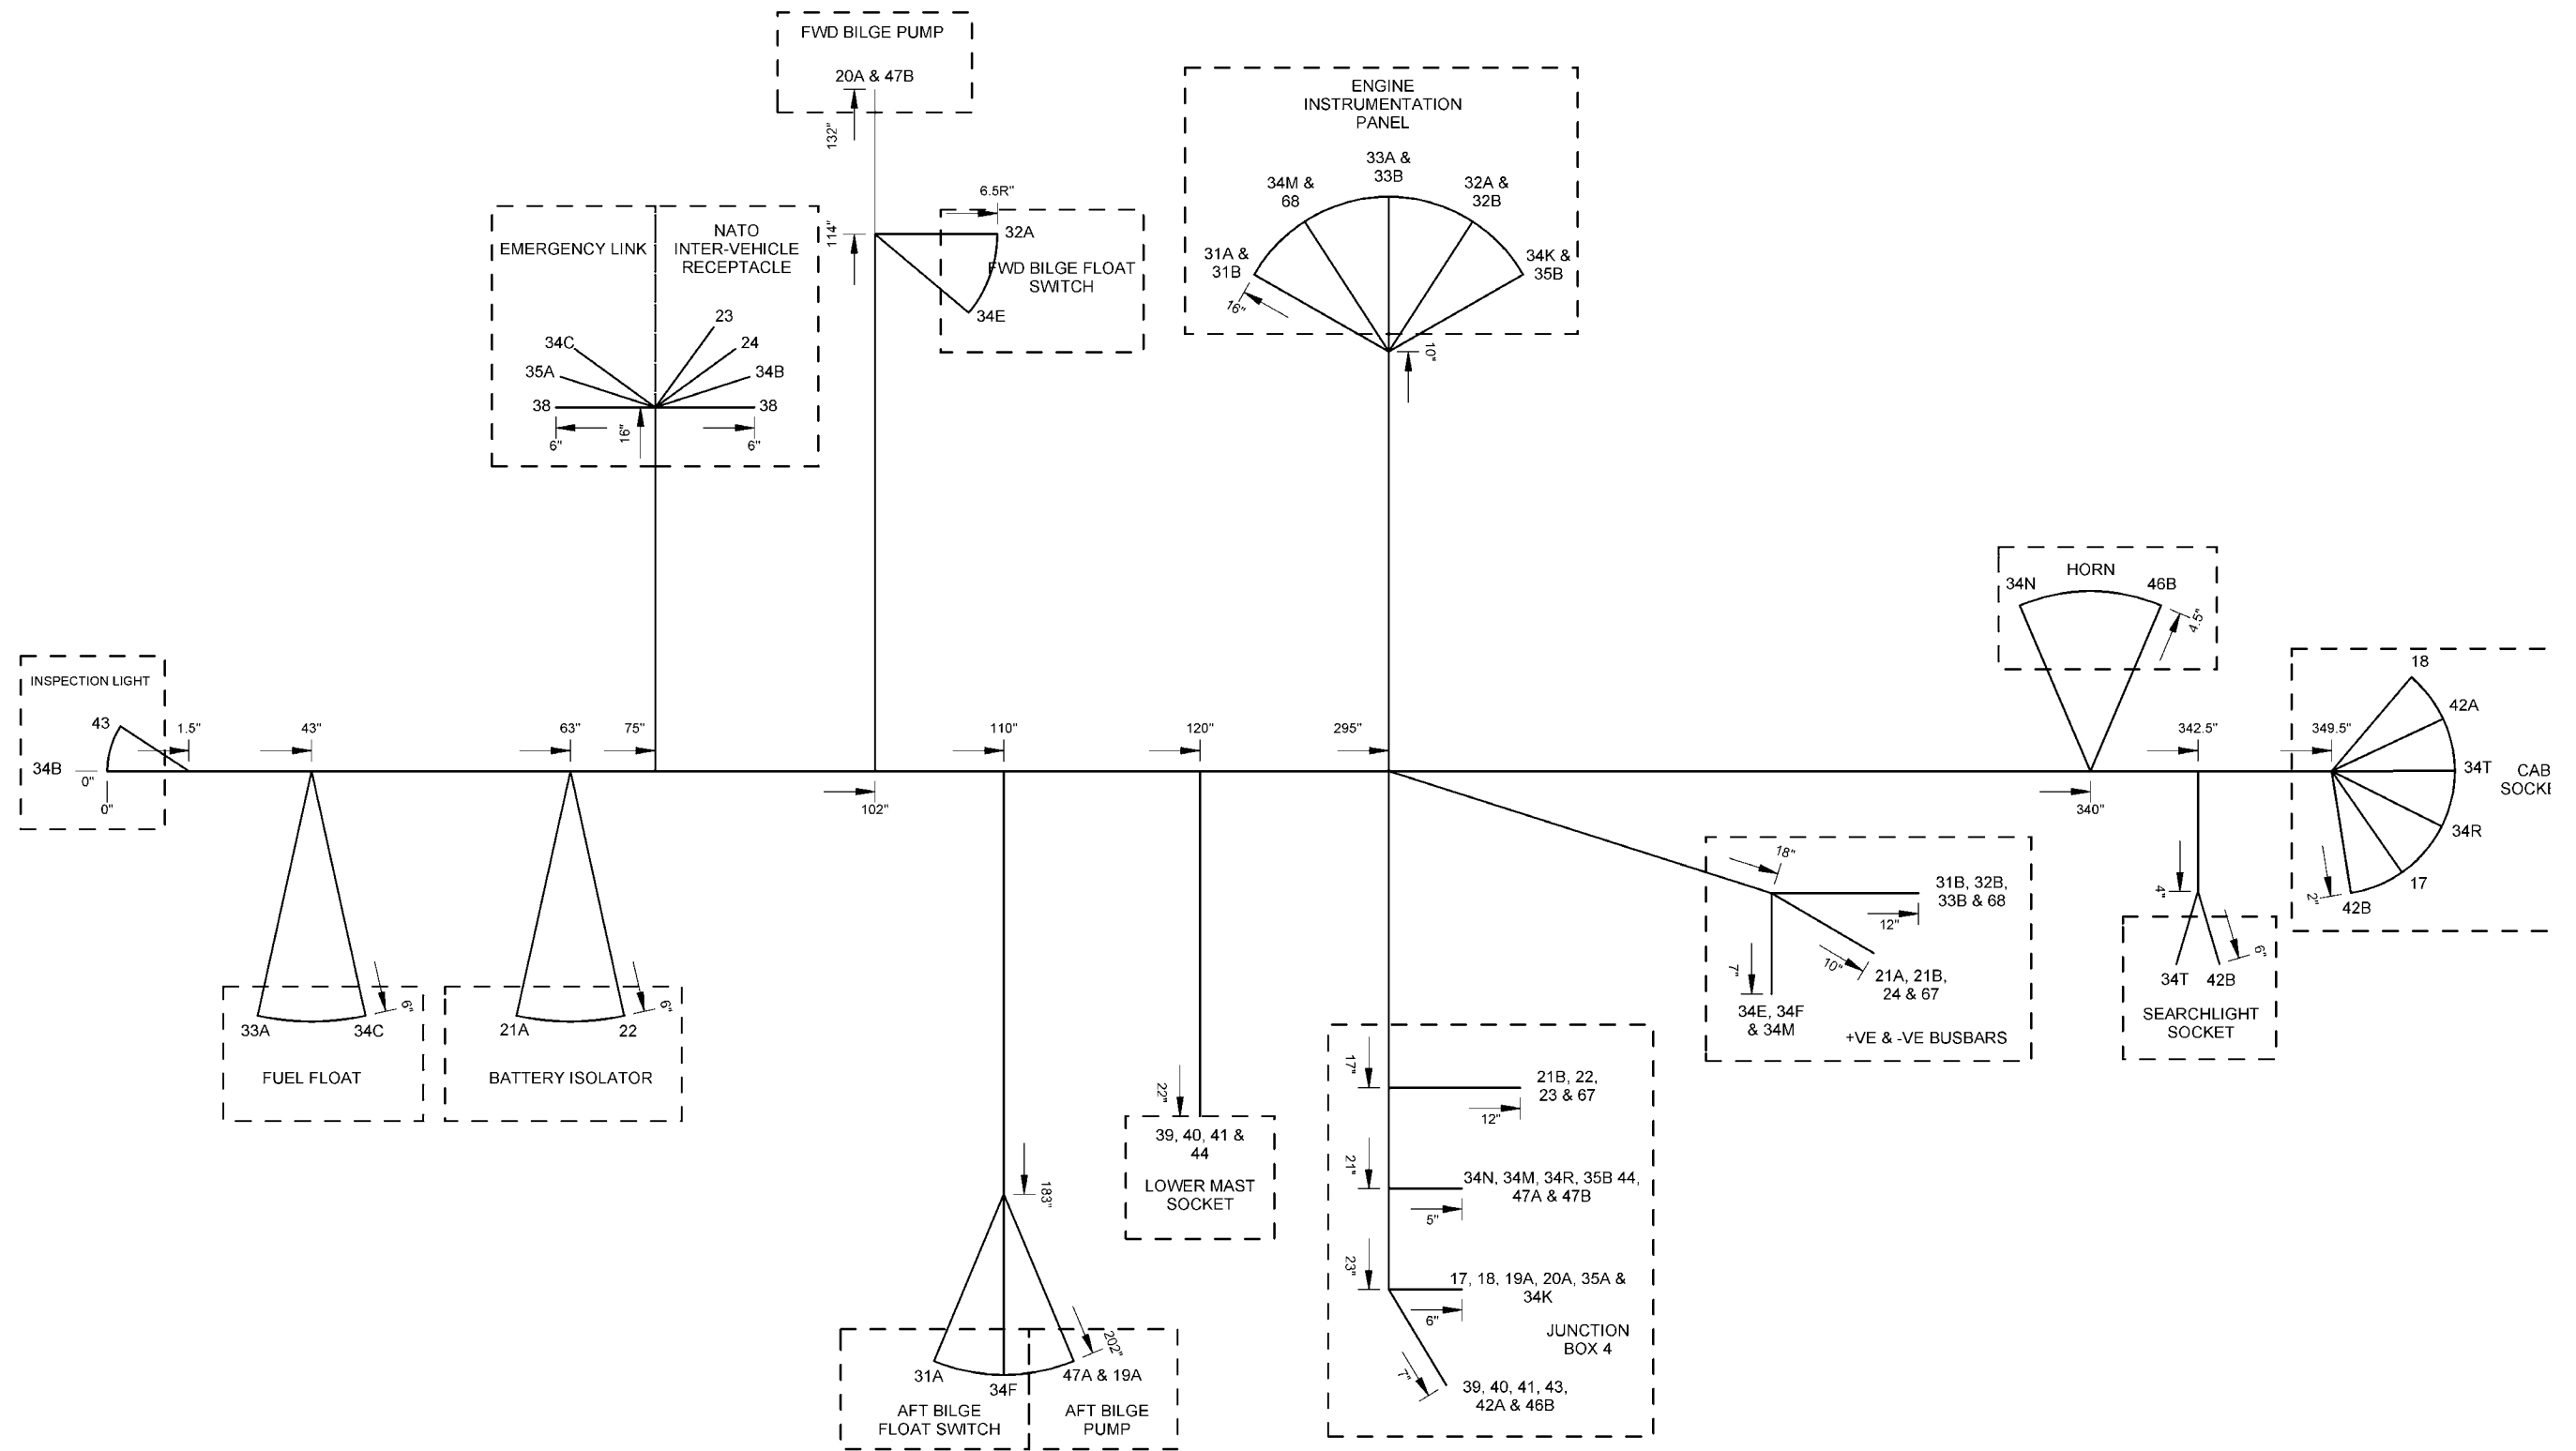 FWD BILGE PUMP
20A & 47B
132"
6.5R"
114"
32A
FWD BILGE FLOAT
SWITCH
34E
ENGINE
INSTRUMENTATION
PANEL
33A &
33B
34M &
68
32A &
32B
31A &
31B
34K &
35B
16"
10"
EMERGENCY LINK
NATO
INTER-VEHICLE
RECEPTACLE
23
34C
24
35A
34B
38
38
6"
16"
6"
HORN
34N
46B
4.5"
INSPECTION LIGHT
43
34B
0"
0"
1.5"
43"
63"
75"
102"
110"
120"
295"
340"
342.5"
349.5"
18
42A
34T
CAB
34R
17
42B
2"
33A
34C
6"
FUEL FLOAT
21A
22
6"
BATTERY ISOLATOR
183"
202"
31A
34F
47A & 19A
AFT BILGE
FLOAT SWITCH
AFT BILGE
PUMP
22"
39, 40, 41 &
44
LOWER MAST
SOCKET
18"
31B, 32B,
33B & 68
12"
10"
21A, 21B,
24 & 67
7"
34E, 34F
& 34M
+VE & -VE BUSBARS
4"
6"
34T
42B
SEARCHLIGHT
SOCKET
17"
21B, 22,
23 & 67
12"
21"
34N, 34M, 34R, 35B 44,
47A & 47B
5"
23"
17, 18, 19A, 20A, 35A &
34K
6"
JUNCTION
BOX 4
7"
39, 40, 41, 43,
42A & 46B